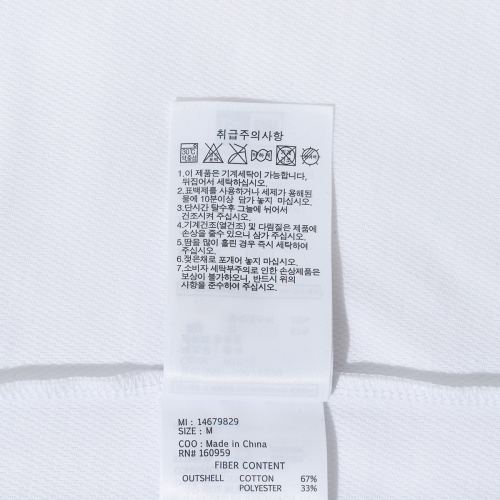 취급주의사항
30℃
약중성
1.이 제품은 기계세탁이 가능합니다.
뒤집어서 세탁하십시오.
2.표백제를 사용하거나 세제가 용해된
물에 10분이상 담가 놓지 마십시오.
3.단시간 탈수후 그늘에 뉘어서
건조시켜 주십시오.
4.기계건조(열건조) 및 다림질은 제품에
손상을 줄수 있으니 삼가 주십시오.
5.땀을 많이 흘린 경우 즉시 세탁하여
주십시오.
6.젖은채로 포개어 놓지 마십시오.
7.소비자 세탁부주의로 인한 손상제품은
보상이 불가하오니, 반드시 위의
사항을 준수하여 주십시오.
MI : 14679829
SIZE : M
COO : Made in China
RN# 160959
FIBER CONTENT
OUTSHELL COTTON 67%
POLYESTER 33%